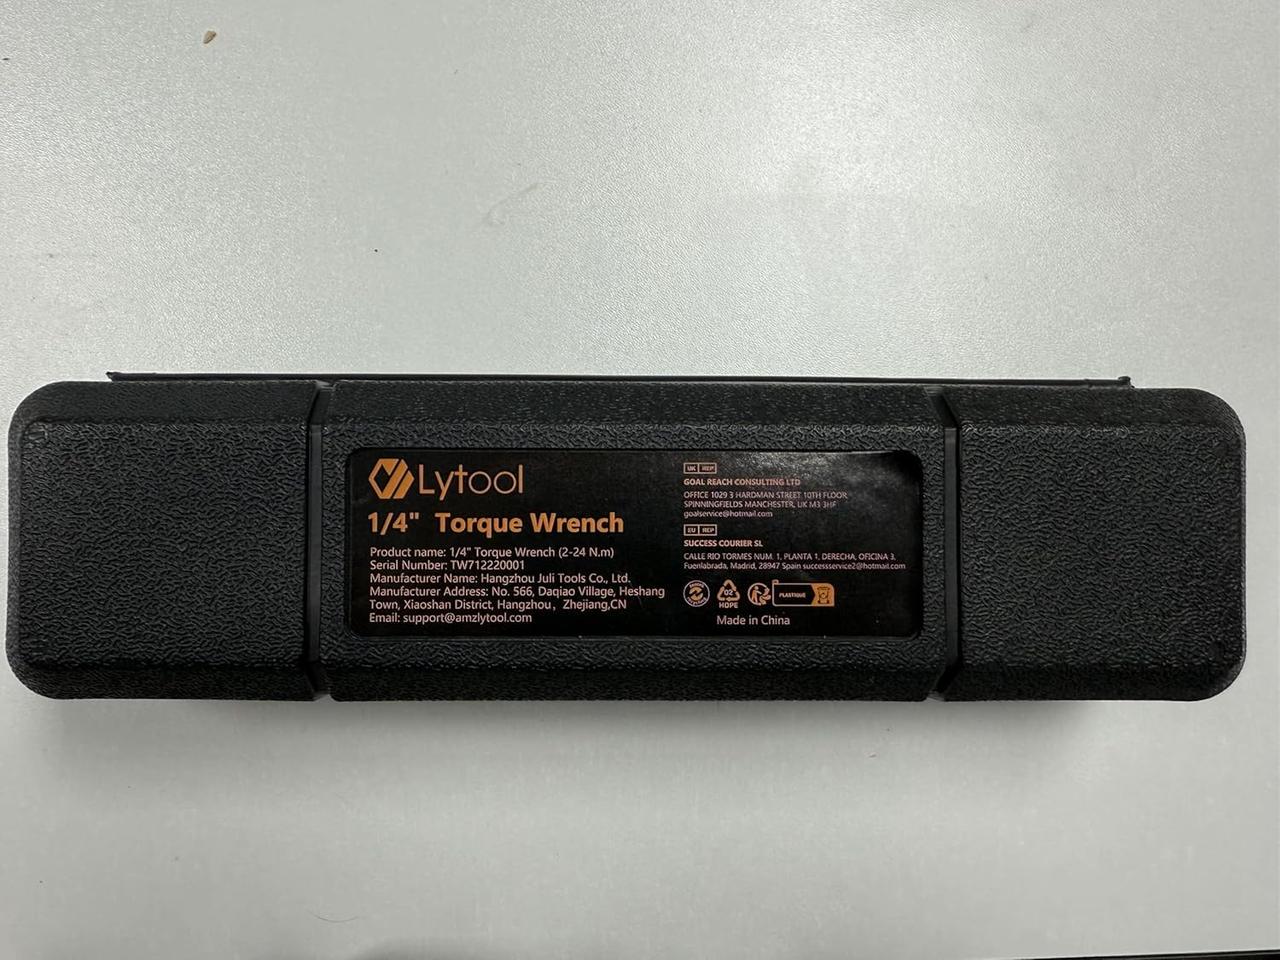 Lytool
1/4" Torque Wrench
Product name: 1/4" Torque Wrench (2-24 N.m)
Serial Number: TW712220001
Manufacturer Name: Hangzhou Juli Tools Co., Ltd.
Manufacturer Address: No. 566, Daqiao Village, Heshang
Town, Xiaoshan District, Hangzhou, Zhejiang,CN
Email: support@amzlytool.com
UK REP
GOAL REACH CONSULTING LTD
OFFICE 1029 3 HARDMAN STREET 10TH FLOOR,
SPINNINGFIELDS MANCHESTER, UK M3 3HF
goalservice@hotmail.com
EU REP
SUCCESS COURIER SL
CALLE RIO TORMES NUM. 1, PLANTA 1, DERECHA, OFICINA 3,
Fuenlabrada, Madrid, 28947 Spain successservice2@hotmail.com
02
HDPE
PLASTIQUE
Made in China